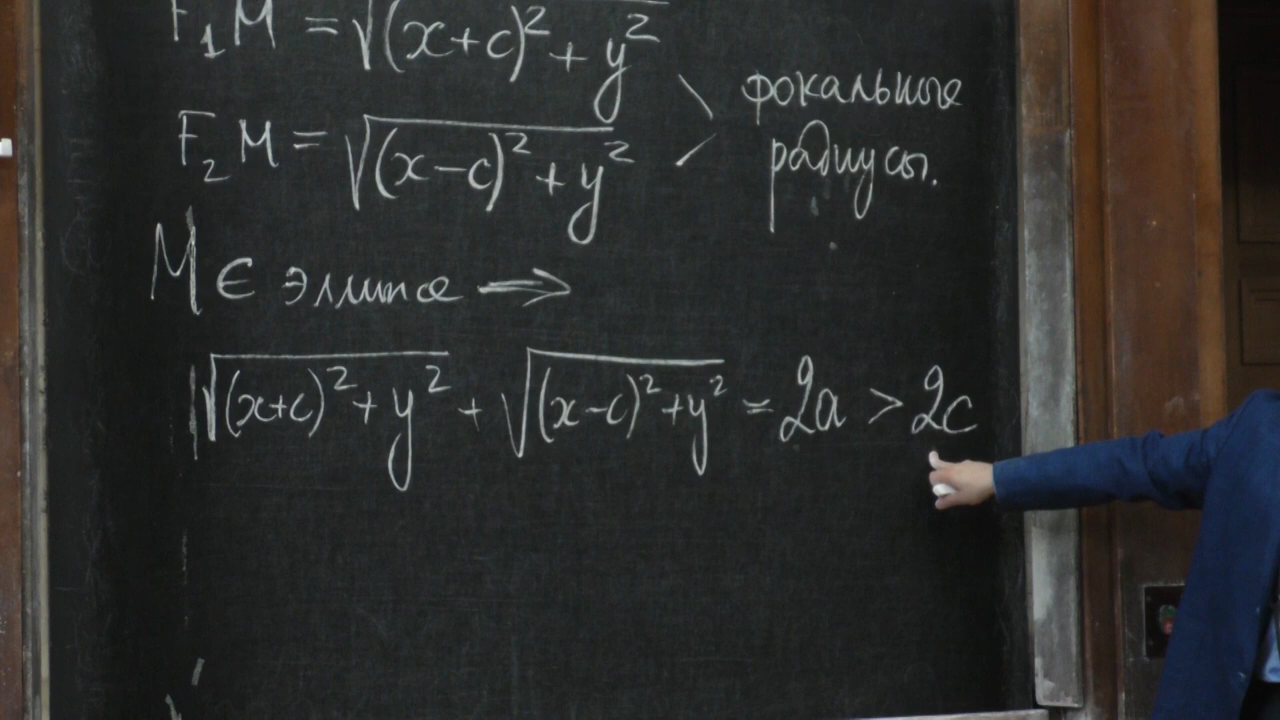 F₁M = √((x+c)² + y²)
фокальные
F₂M = √((x−c)² + y²)
радиусы.
M ∈ эллипсе ⟹
√((x+c)² + y²) + √((x−c)² + y²) = 2a > 2c